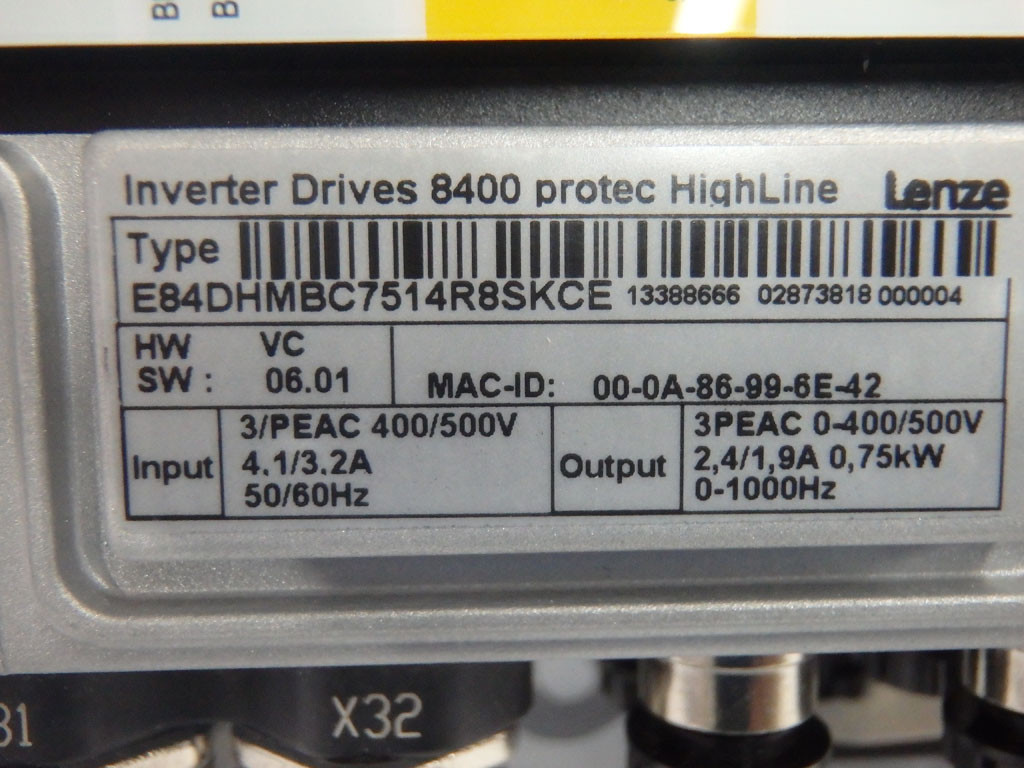 Inverter Drives 8400 protec HighLine Lenze
Type
E84DHMBC7514R8SKCE 13388666 02873818 000004
HW VC
SW : 06.01
MAC-ID: 00-0A-86-99-6E-42
Input
3/PEAC 400/500V
4.1/3.2A
50/60Hz
Output
3PEAC 0-400/500V
2,4/1,9A 0,75kW
0-1000Hz
X32